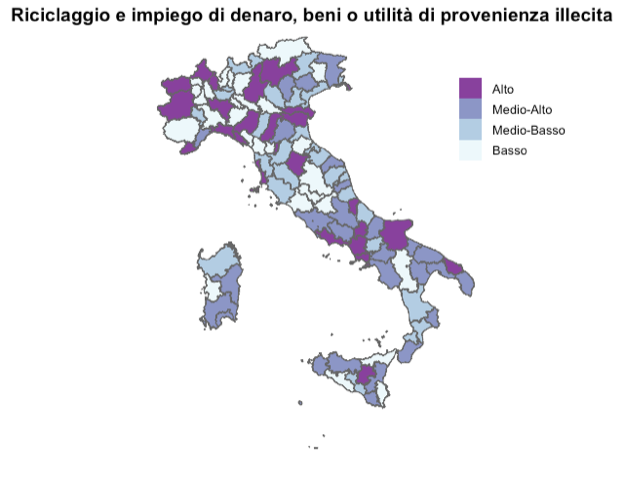 Riciclaggio e impiego di denaro, beni o utilità di provenienza illecita
Alto
Medio-Alto
Medio-Basso
Basso